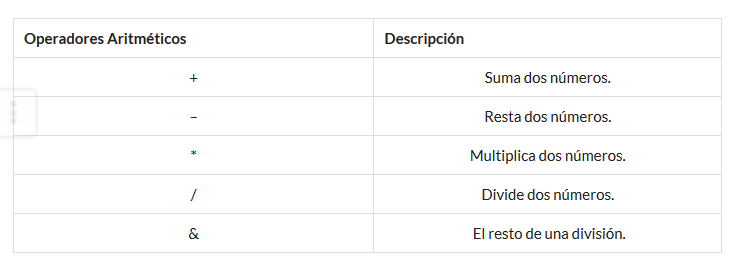 Operadores Aritméticos Descripción
+ Suma dos números.
– Resta dos números.
* Multiplica dos números.
/ Divide dos números.
& El resto de una división.